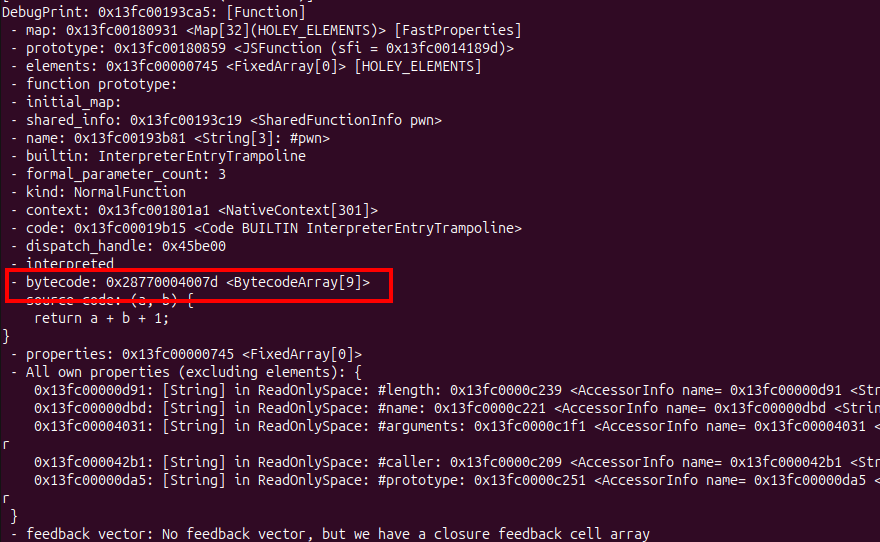 DebugPrint: 0x13fc00193ca5: [Function]
- map: 0x13fc00180931 <Map[32](HOLEY_ELEMENTS)> [FastProperties]
- prototype: 0x13fc00180859 <JSFunction (sfi = 0x13fc0014189d)>
- elements: 0x13fc00000745 <FixedArray[0]> [HOLEY_ELEMENTS]
- function prototype:
- initial_map:
- shared_info: 0x13fc00193c19 <SharedFunctionInfo pwn>
- name: 0x13fc00193b81 <String[3]: #pwn>
- builtin: InterpreterEntryTrampoline
- formal_parameter_count: 3
- kind: NormalFunction
- context: 0x13fc001801a1 <NativeContext[301]>
- code: 0x13fc00019b15 <Code BUILTIN InterpreterEntryTrampoline>
- dispatch_handle: 0x45be00
- interpreted
- bytecode: 0x28770004007d <BytecodeArray[9]>
- source code: (a, b) {
return a + b + 1;
}
- properties: 0x13fc00000745 <FixedArray[0]>
- All own properties (excluding elements): {
0x13fc00000d91: [String] in ReadOnlySpace: #length: 0x13fc0000c239 <AccessorInfo name= 0x13fc00000d91 <Str
0x13fc00000dbd: [String] in ReadOnlySpace: #name: 0x13fc0000c221 <AccessorInfo name= 0x13fc00000dbd <Strin
0x13fc00004031: [String] in ReadOnlySpace: #arguments: 0x13fc0000c1f1 <AccessorInfo name= 0x13fc00004031 <
r
0x13fc000042b1: [String] in ReadOnlySpace: #caller: 0x13fc0000c209 <AccessorInfo name= 0x13fc000042b1 <Str
0x13fc00000da5: [String] in ReadOnlySpace: #prototype: 0x13fc0000c251 <AccessorInfo name= 0x13fc00000da5 <
r
}
- feedback vector: No feedback vector, but we have a closure feedback cell array